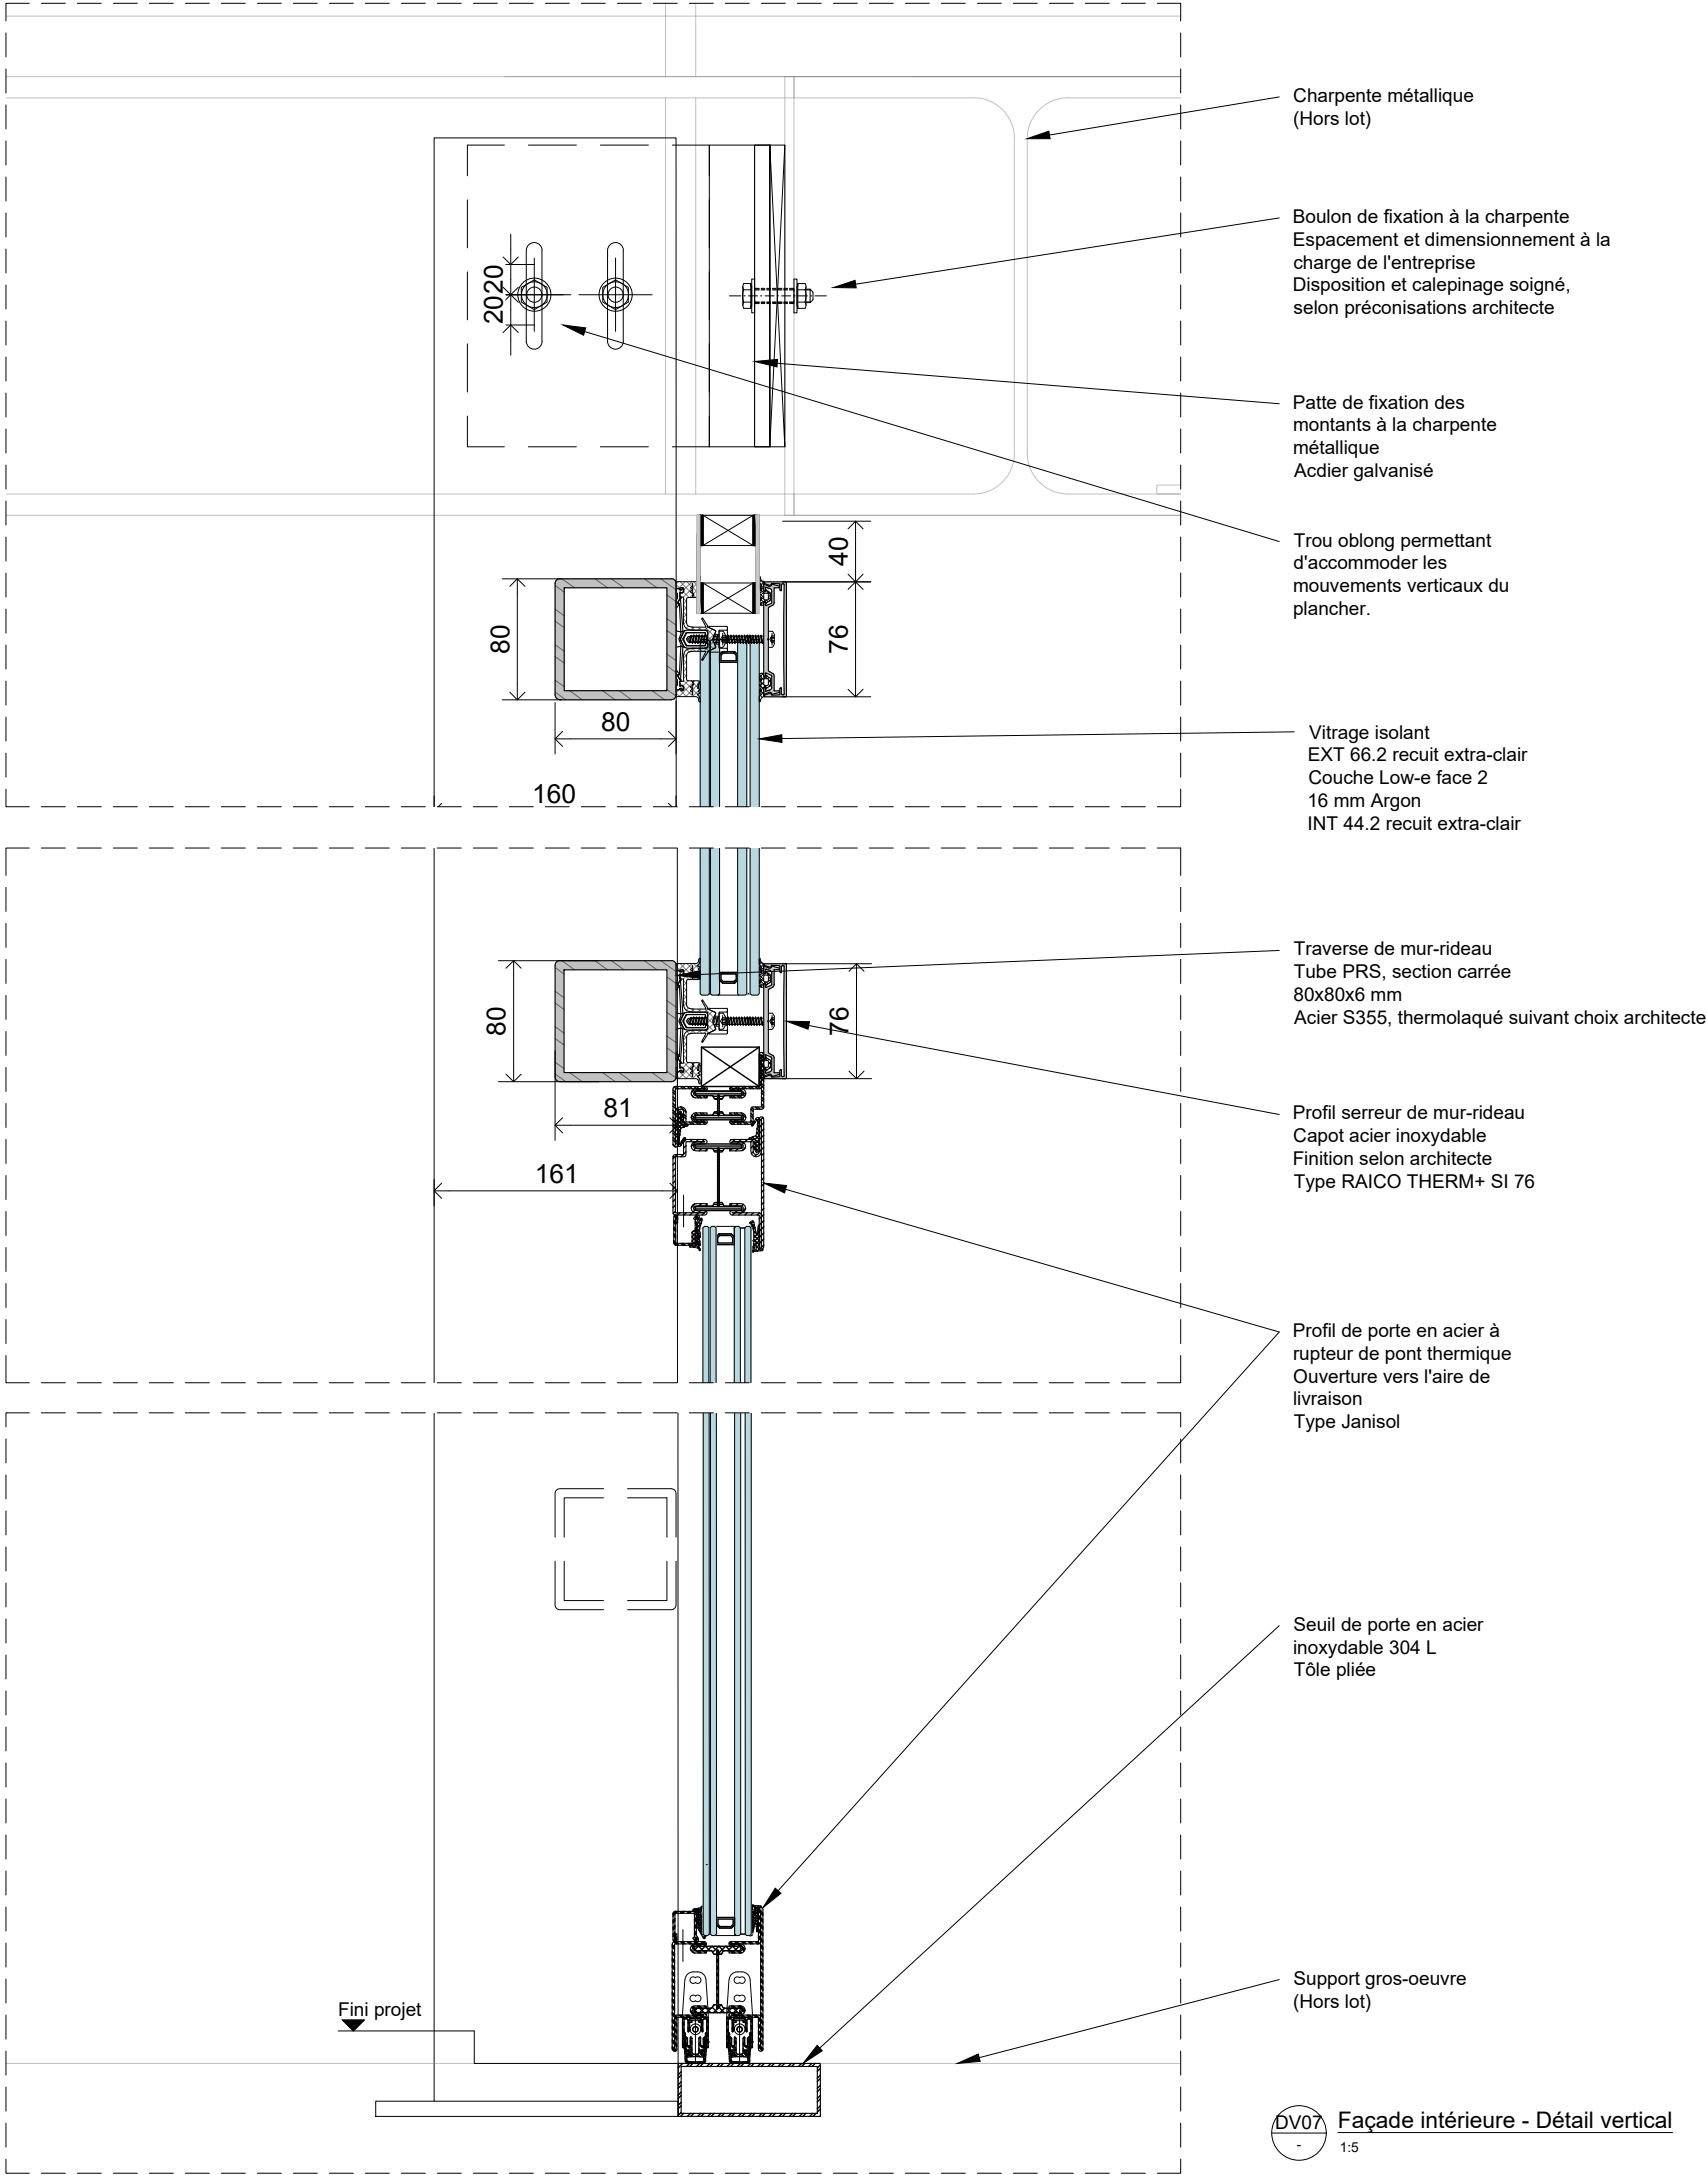 Charpente métallique
(Hors lot)
Boulon de fixation à la charpente
Espacement et dimensionnement à la
charge de l'entreprise
Disposition et calepinage soigné,
selon préconisations architecte
2020
Patte de fixation des
montants à la charpente
métallique
Acdier galvanisé
Trou oblong permettant
d'accommoder les
mouvements verticaux du
plancher.
40
80
76
80
160
Vitrage isolant
EXT 66.2 recuit extra-clair
Couche Low-e face 2
16 mm Argon
INT 44.2 recuit extra-clair
Traverse de mur-rideau
Tube PRS, section carrée
80x80x6 mm
Acier S355, thermolaqué suivant choix architecte
80
76
81
161
Profil serreur de mur-rideau
Capot acier inoxydable
Finition selon architecte
Type RAICO THERM+ SI 76
Profil de porte en acier à
rupteur de pont thermique
Ouverture vers l'aire de
livraison
Type Janisol
Seuil de porte en acier
inoxydable 304 L
Tôle pliée
Support gros-oeuvre
(Hors lot)
Fini projet
DV07
-
Façade intérieure - Détail vertical
1:5